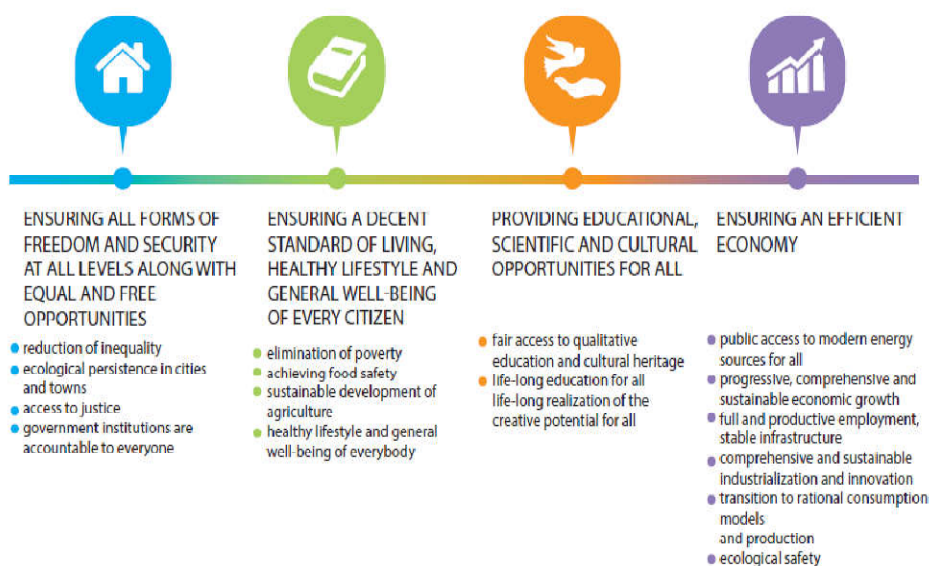 ENSURING ALL FORMS OF
FREEDOM AND SECURITY
AT ALL LEVELS ALONG WITH
EQUAL AND FREE
OPPORTUNITIES
reduction of inequality
ecological persistence in cities
and towns
access to justice
government institutions are
accountable to everyone
ENSURING A DECENT
STANDARD OF LIVING,
HEALTHY LIFESTYLE AND
GENERAL WELL-BEING
OF EVERY CITIZEN
elimination of poverty
achieving food safety
sustainable development of
agriculture
healthy lifestyle and general
well-being of everybody
PROVIDING EDUCATIONAL,
SCIENTIFIC AND CULTURAL
OPPORTUNITIES FOR ALL
fair access to qualitative
education and cultural heritage
life-long education for all
life-long realization of the
creative potential for all
ENSURING AN EFFICIENT
ECONOMY
public access to modern energy
sources for all
progressive, comprehensive and
sustainable economic growth
full and productive employment,
stable infrastructure
comprehensive and sustainable
industrialization and innovation
transition to rational consumption
models
and production
ecological safety